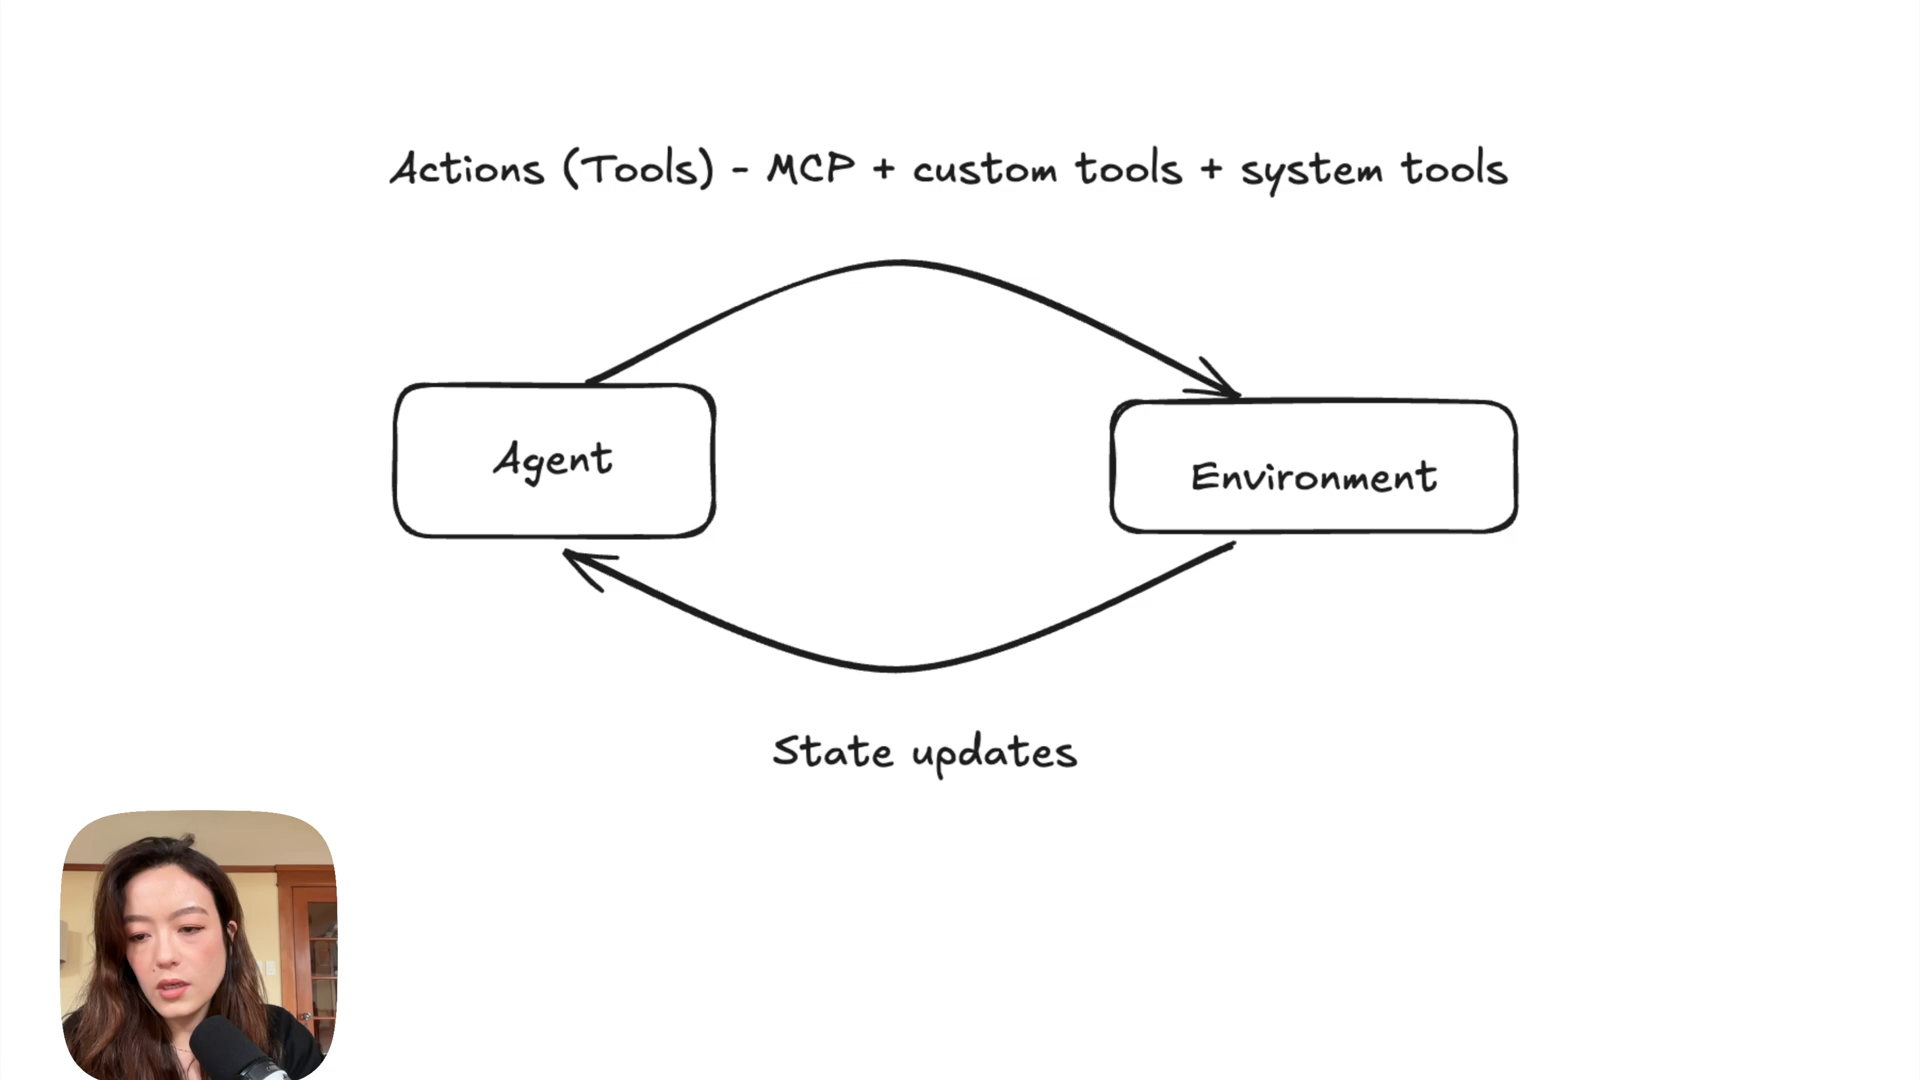 Actions (Tools) - MCP + custom tools + system tools
Agent
Environment
State updates